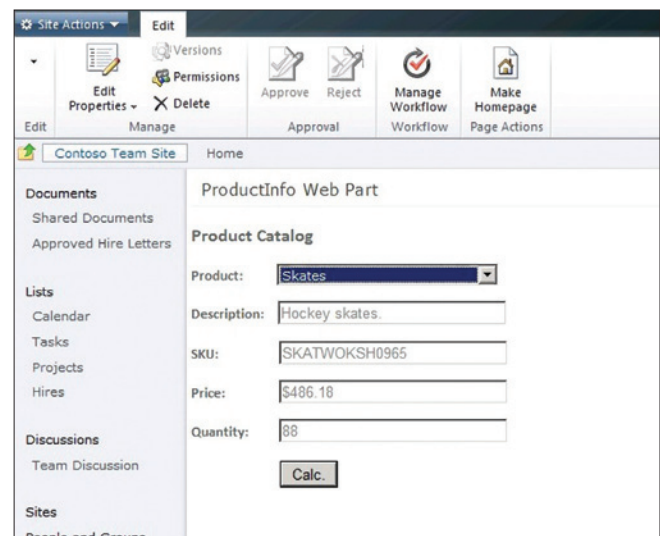 Site Actions Edit
Versions
Permissions
Edit Properties
Delete
Approve Reject
Manage Workflow
Make Homepage
Edit Manage Approval Workflow Page Actions
Contoso Team Site Home
Documents
Shared Documents
Approved Hire Letters
Lists
Calendar
Tasks
Projects
Hires
Discussions
Team Discussion
Sites
People and Groups
ProductInfo Web Part
Product Catalog
Product: Skates
Description: Hockey skates.
SKU: SKATWOKSH0965
Price: $486.18
Quantity: 88
Calc.